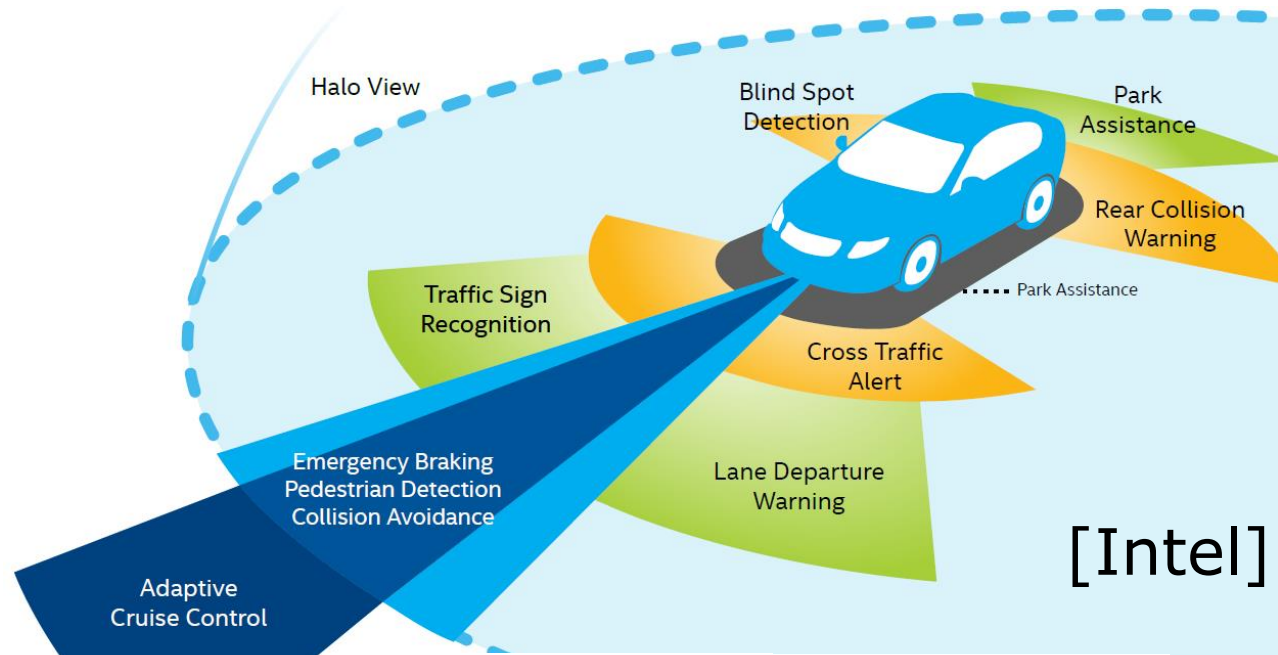 Halo View
Blind Spot
Detection
Park
Assistance
Rear Collision
Warning
Park Assistance
Traffic Sign
Recognition
Cross Traffic
Alert
Emergency Braking
Pedestrian Detection
Collision Avoidance
Lane Departure
Warning
[Intel]
Adaptive
Cruise Control